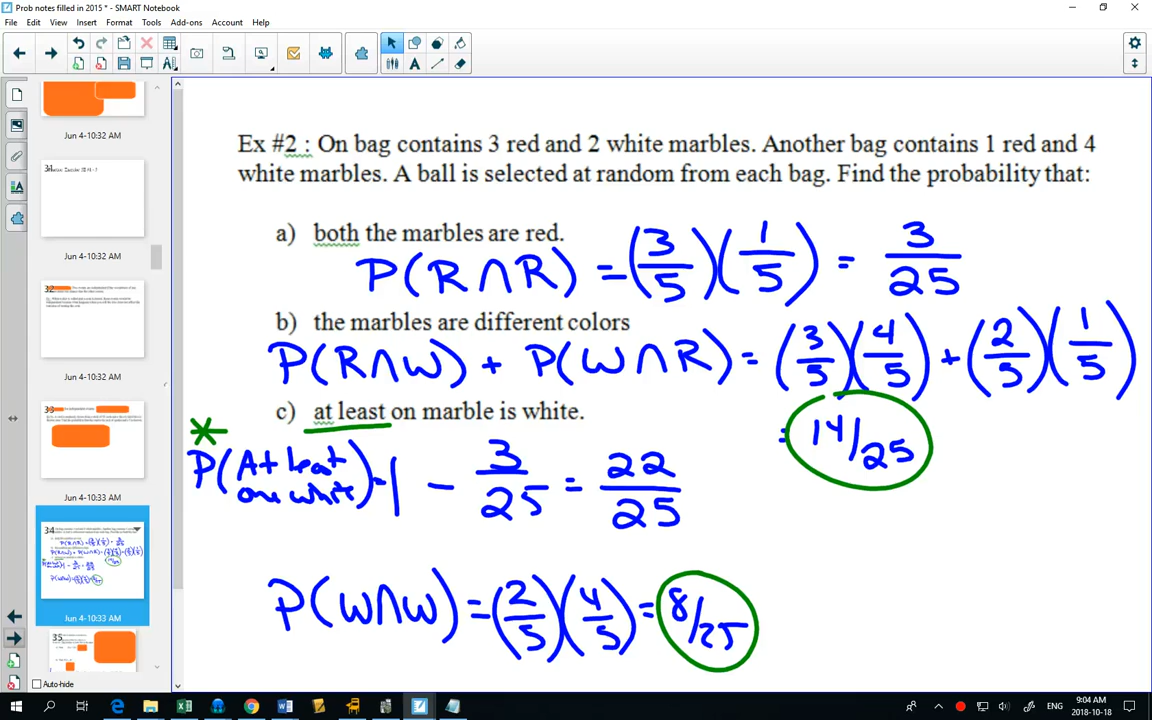 Prob notes filled in 2015 * - SMART Notebook
File Edit View Insert Format Tools Add-ons Account Help
Jun 4-10:32 AM
31
Jun 4-10:32 AM
32
Jun 4-10:32 AM
33
Jun 4-10:33 AM
34
Jun 4-10:33 AM
35
Auto-hide
Ex #2 : On bag contains 3 red and 2 white marbles. Another bag contains 1 red and 4
white marbles. A ball is selected at random from each bag. Find the probability that:
a) both the marbles are red.
P(R∩R) = (3/5)(1/5) = 3/25
b) the marbles are different colors
P(R∩W) + P(W∩R) = (3/5)(4/5) + (2/5)(1/5)
= 14/25
c) at least on marble is white.
* P(At least one white) = 1 - 3/25 = 22/25
P(W∩W) = (2/5)(4/5) = 8/25
ENG
9:04 AM
2018-10-18